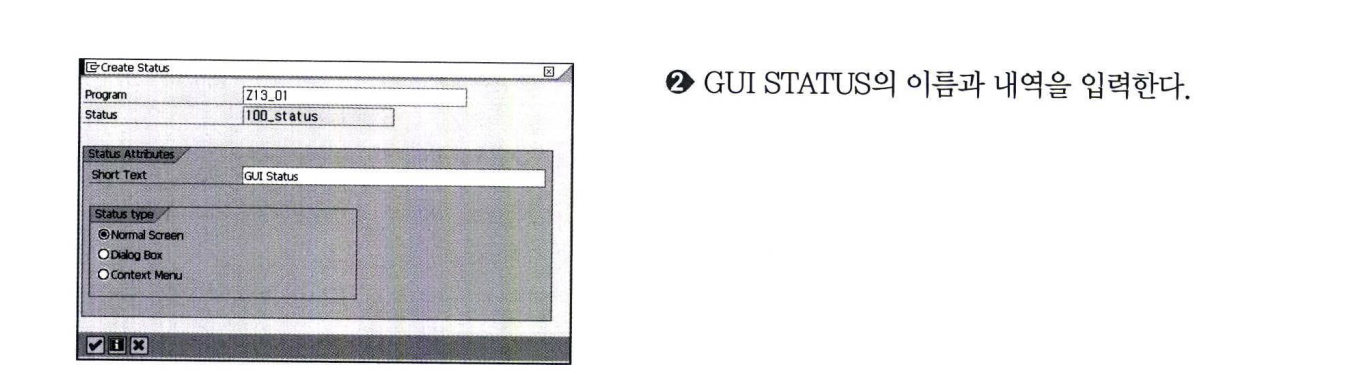 Create Status
Program Z13_01
Status 100_status
Status Attributes
Short Text GUI Status
Status type
Normal Screen
Dialog Box
Context Menu
❷ GUI STATUS의 이름과 내역을 입력한다.